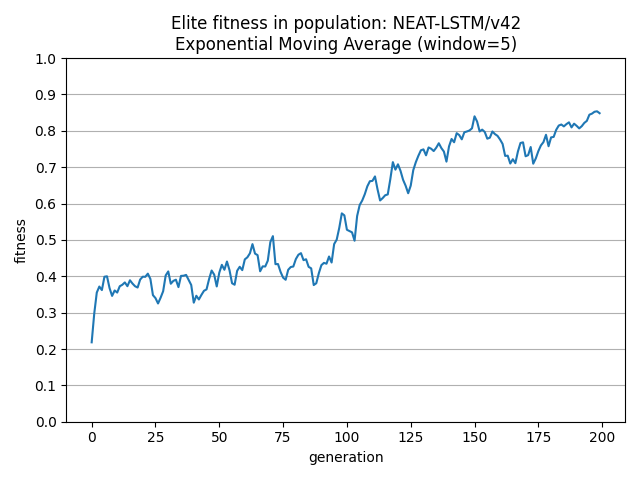 Elite fitness in population: NEAT-LSTM/v42
Exponential Moving Average (window=5)
1.0
0.9
0.8
0.7
0.6
0.5
0.4
0.3
0.2
0.1
0.0
fitness
0 25 50 75 100 125 150 175 200
generation